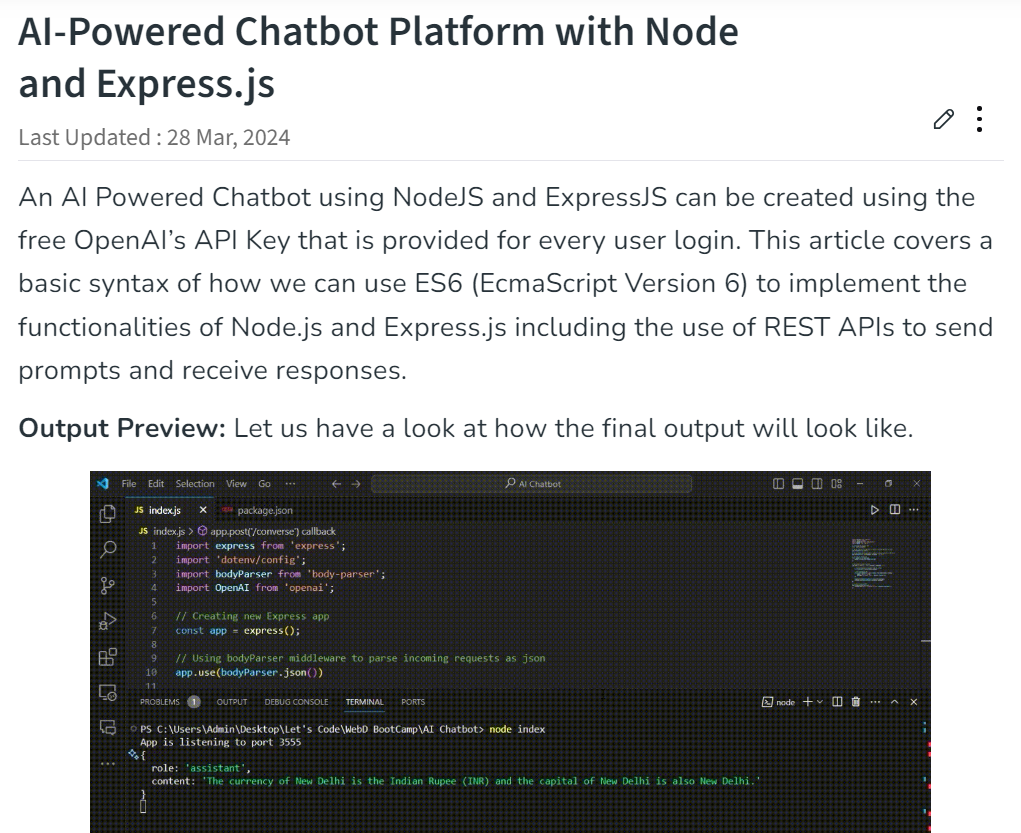 AI-Powered Chatbot Platform with Node
and Express.js
Last Updated : 28 Mar, 2024
An AI Powered Chatbot using NodeJS and ExpressJS can be created using the
free OpenAI’s API Key that is provided for every user login. This article covers a
basic syntax of how we can use ES6 (EcmaScript Version 6) to implement the
functionalities of Node.js and Express.js including the use of REST APIs to send
prompts and receive responses.
Output Preview: Let us have a look at how the final output will look like.
File Edit Selection View Go ··· AI Chatbot
JS index.js package.json
JS index.js > app.post('/converse') callback
1 import express from 'express';
2 import 'dotenv/config';
3 import bodyParser from 'body-parser';
4 import OpenAI from 'openai';
5
6 // Creating new Express app
7 const app = express();
8
9 // Using bodyParser middleware to parse incoming requests as json
10 app.use(bodyParser.json())
11
PROBLEMS 1 OUTPUT DEBUG CONSOLE TERMINAL PORTS node
PS C:\Users\Admin\Desktop\Let's Code\WebD BootCamp\AI Chatbot> node index
App is listening to port 3555
{
role: 'assistant',
content: 'The currency of New Delhi is the Indian Rupee (INR) and the capital of New Delhi is also New Delhi.'
}